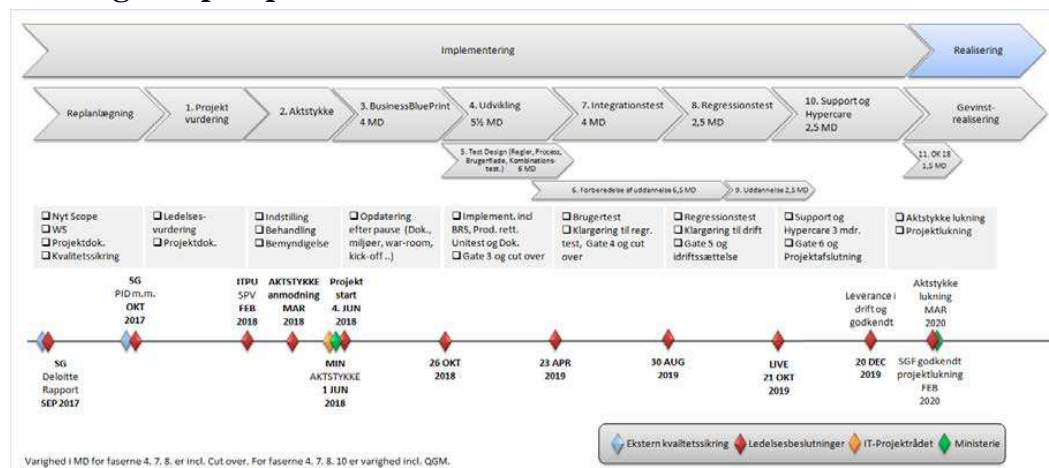 Implementering
Realisering
Replanlægning
1. Projekt
vurdering
2. Aktstykke
3. BusinessBluePrint
4 MD
4. Udvikling
5½ MD
7. Integrationstest
4 MD
8. Regressionstest
2,5 MD
10. Support og
Hypercare
2,5 MD
Gevinst-
realisering
5. Test Design (Regler, Process,
Brugerflade, Kombinations-
test.) 6 MD
6. Forberedelse af uddannelse 6,5 MD
9. Uddannelse 2,5 MD
11. OK 18
1,5 MD
Nyt Scope
WS
Projektdok.
Kvalitetssikring
Ledelses-
vurdering
Projektdok.
Indstilling
Behandling
Bemyndigelse
Opdatering
efter pause (Dok.,
miljøer, war-room,
kick-off ..)
Implement. incl
BRS, Prod. rett.
Unitest og Dok.
Gate 3 og cut over
Brugertest
Klargøring til regr.
test, Gate 4 og cut
over
Regressionstest
Klargøring til drift
Gate 5 og
idriftssættelse
Support og
Hypercare 3 mdr.
Gate 6 og
Projektafslutning
Aktstykke lukning
Projektlukning
SG
PID m.m.
OKT
2017
ITPU
SPV
FEB
2018
AKTSTYKKE
anmodning
MAR
2018
Projekt
start
4. JUN
2018
Leverance i
drift og
godkendt
Aktstykke
lukning
MAR
2020
SG
Deloitte
Rapport
SEP 2017
MIN
AKTSTYKKE
1 JUN
2018
26 OKT
2018
23 APR
2019
30 AUG
2019
LIVE
21 OKT
2019
20 DEC
2019
SGF godkendt
projektlukning
FEB
2020
Ekstern kvalitetssikring
Ledelsesbeslutninger
IT-Projektrådet
Ministerie
Varighed i MD for faserne 4. 7. 8. er incl. Cut over. For faserne 4. 7. 8. 10 er varighed incl. QGM.